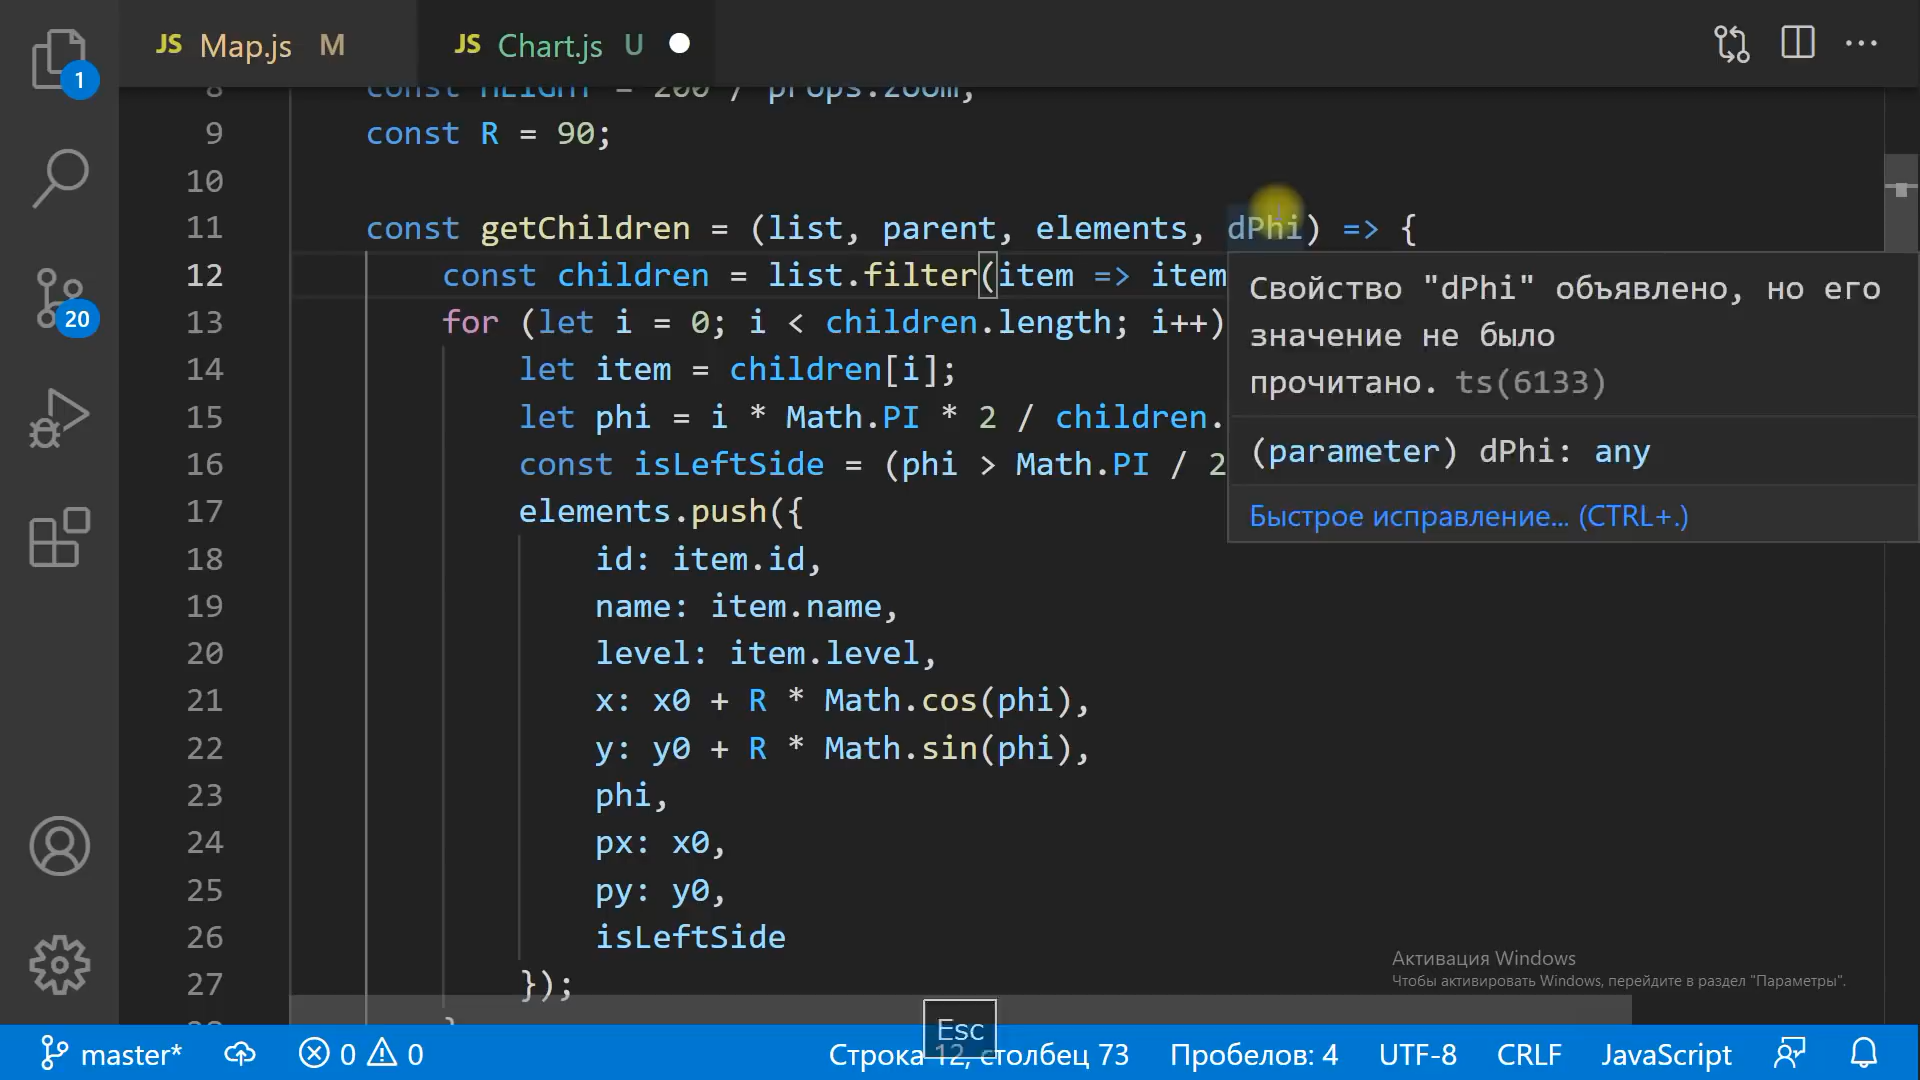 JS Map.js M JS Chart.js U
1
8 const HEIGHT = 200 / props.zoom;
9 const R = 90;
10
11 const getChildren = (list, parent, elements, dPhi) => {
12 const children = list.filter(item => item
13 for (let i = 0; i < children.length; i++)
14 let item = children[i];
15 let phi = i * Math.PI * 2 / children.
16 const isLeftSide = (phi > Math.PI / 2
17 elements.push({
18 id: item.id,
19 name: item.name,
20 level: item.level,
21 x: x0 + R * Math.cos(phi),
22 y: y0 + R * Math.sin(phi),
23 phi,
24 px: x0,
25 py: y0,
26 isLeftSide
27 });
Свойство "dPhi" объявлено, но его
значение не было
прочитано. ts(6133)
(parameter) dPhi: any
Быстрое исправление... (CTRL+.)
20
Активация Windows
Чтобы активировать Windows, перейдите в раздел "Параметры".
Esc
master* 0 0 Строка 12, столбец 73 Пробелов: 4 UTF-8 CRLF JavaScript